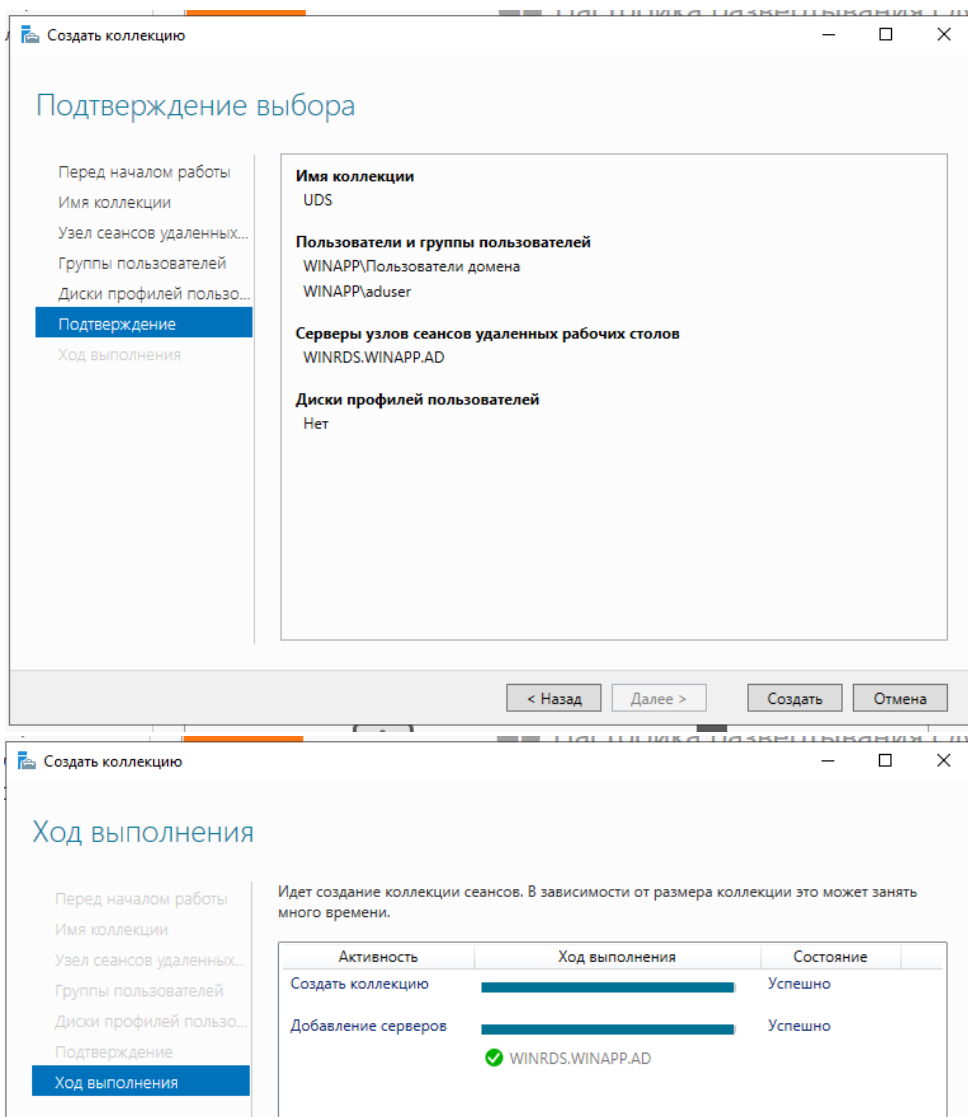 Создать коллекцию
Подтверждение выбора
Перед началом работы
Имя коллекции
Узел сеансов удаленных...
Группы пользователей
Диски профилей пользо...
Подтверждение
Ход выполнения
Имя коллекции
UDS
Пользователи и группы пользователей
WINAPP\Пользователи домена
WINAPP\aduser
Серверы узлов сеансов удаленных рабочих столов
WINRDS.WINAPP.AD
Диски профилей пользователей
Нет
< Назад Далее > Создать Отмена
Создать коллекцию
Ход выполнения
Перед началом работы
Имя коллекции
Узел сеансов удаленных...
Группы пользователей
Диски профилей пользо...
Подтверждение
Ход выполнения
Идет создание коллекции сеансов. В зависимости от размера коллекции это может занять
много времени.
Активность Ход выполнения Состояние
Создать коллекцию Успешно
Добавление серверов Успешно
WINRDS.WINAPP.AD